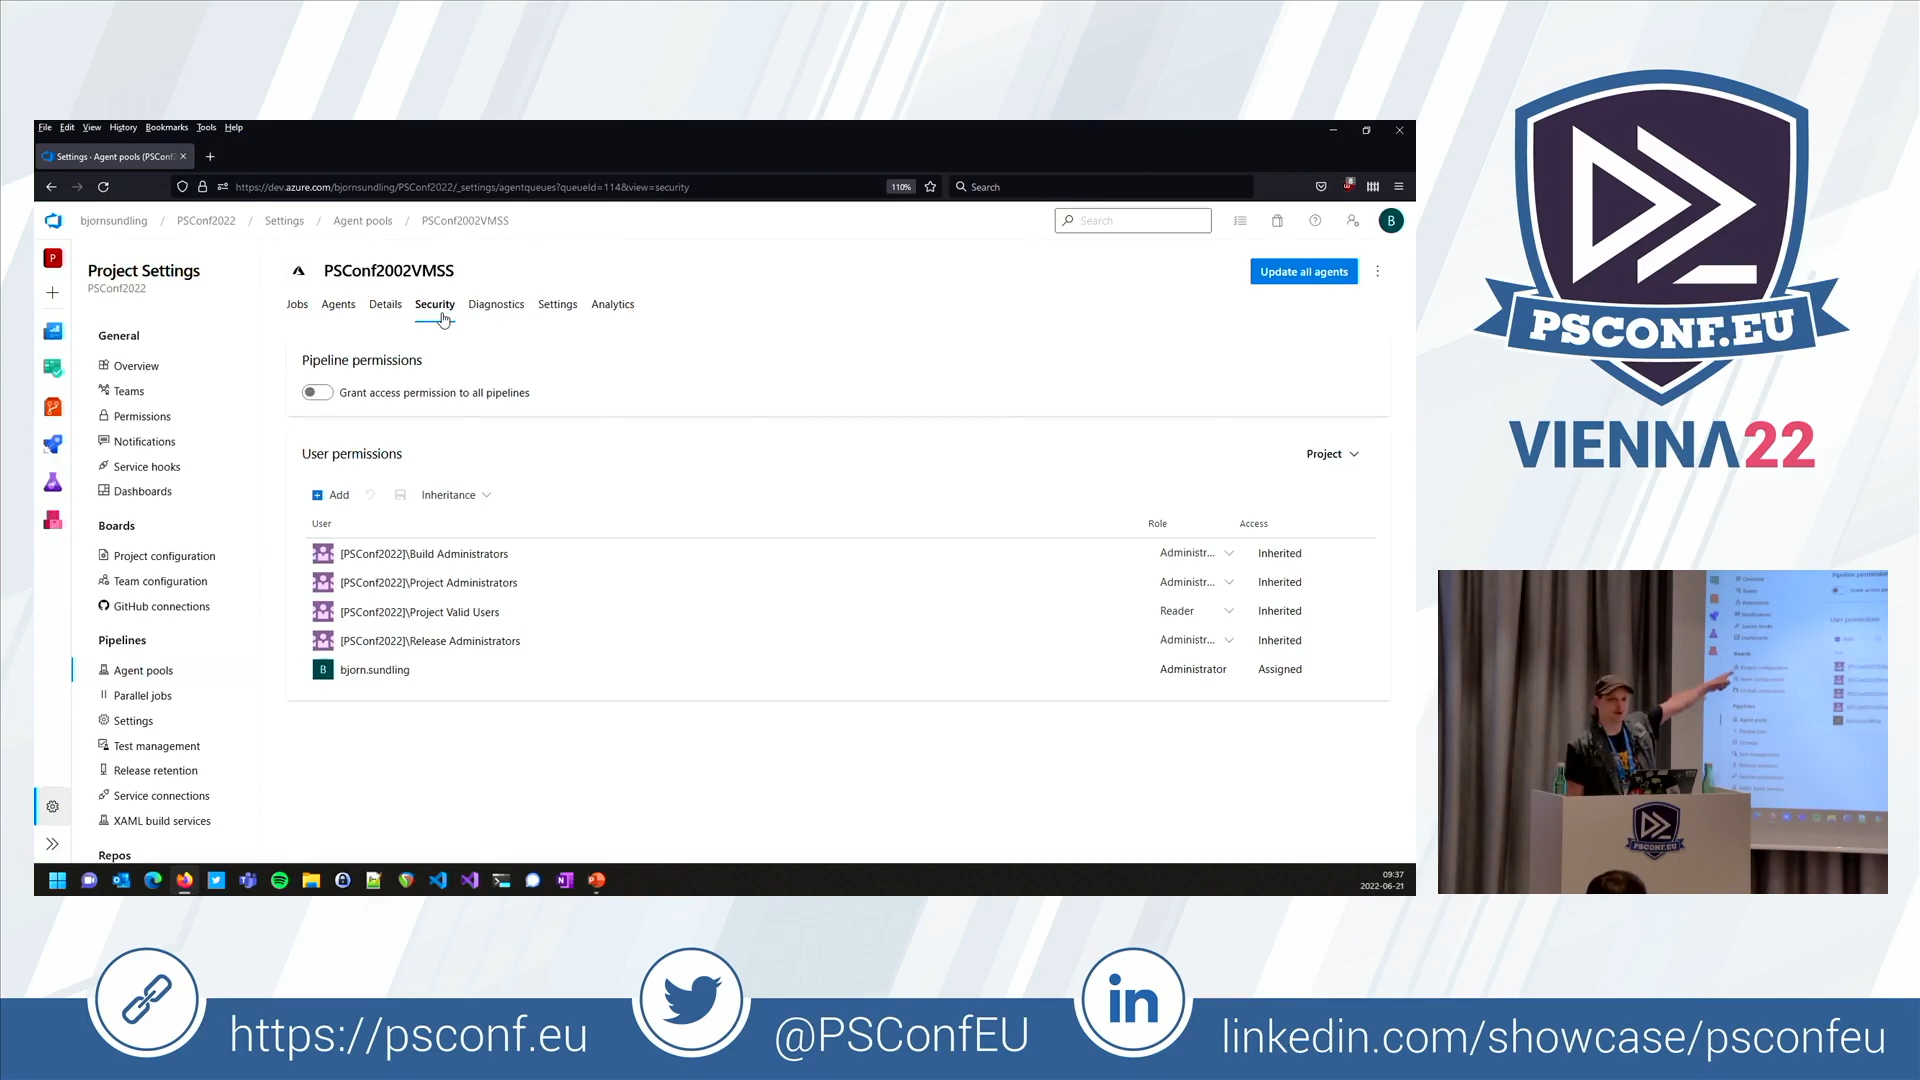 File Edit View History Bookmarks Tools Help
Settings - Agent pools (PSConf2
https://dev.azure.com/bjornsundling/PSConf2022/_settings/agentqueues?queueId=114&view=security
110%
Search
bjornsundling / PSConf2022 / Settings / Agent pools / PSConf2002VMSS
Search
B
P
Project Settings
PSConf2022
General
Overview
Teams
Permissions
Notifications
Service hooks
Dashboards
Boards
Project configuration
Team configuration
GitHub connections
Pipelines
Agent pools
Parallel jobs
Settings
Test management
Release retention
Service connections
XAML build services
Repos
PSConf2002VMSS
Update all agents
Jobs Agents Details Security Diagnostics Settings Analytics
Pipeline permissions
Grant access permission to all pipelines
User permissions
Project
Add Inheritance
User Role Access
[PSConf2022]\Build Administrators Administr... Inherited
[PSConf2022]\Project Administrators Administr... Inherited
[PSConf2022]\Project Valid Users Reader Inherited
[PSConf2022]\Release Administrators Administr... Inherited
B bjorn.sundling Administrator Assigned
09:37
2022-06-21
PSCONF.EU
VIENNA22
PSCONF.EU
https://psconf.eu
@PSConfEU
in
linkedin.com/showcase/psconfeu